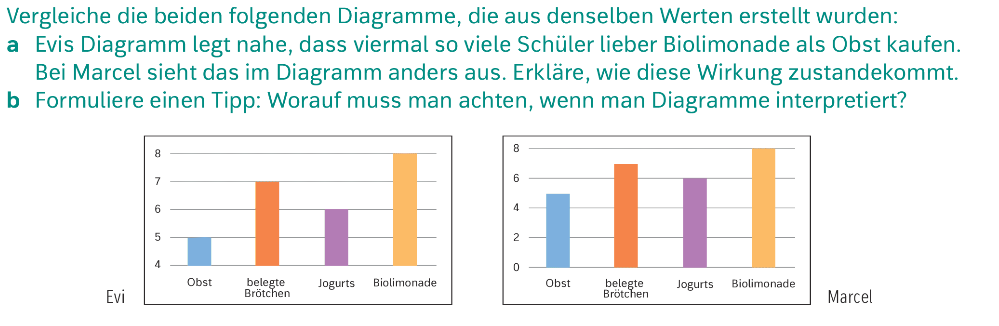 Vergleiche die beiden folgenden Diagramme, die aus denselben Werten erstellt wurden:
a Evis Diagramm legt nahe, dass viermal so viele Schüler lieber Biolimonade als Obst kaufen.
Bei Marcel sieht das im Diagramm anders aus. Erkläre, wie diese Wirkung zustandekommt.
b Formuliere einen Tipp: Worauf muss man achten, wenn man Diagramme interpretiert?
8
7
6
5
4
Obst belegte Jogurts Biolimonade
Brötchen
Evi
8
6
4
2
0
Obst belegte Jogurts Biolimonade
Brötchen
Marcel